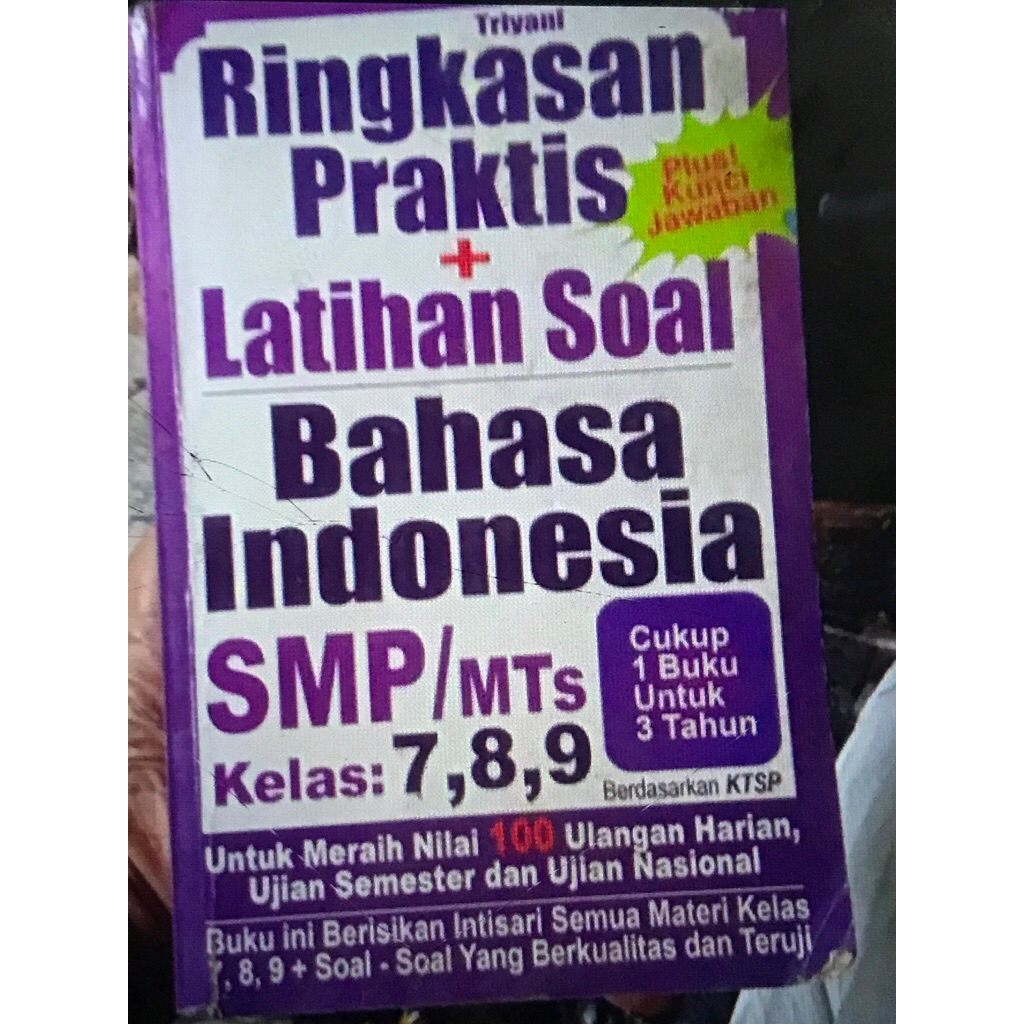 Triyani
Ringkasan
Praktis
+
Latihan Soal
Plus!
Kunci
Jawaban
Bahasa
Indonesia
SMP/MTs
Kelas: 7,8,9
Cukup
1 Buku
Untuk
3 Tahun
Berdasarkan KTSP
Untuk Meraih Nilai 100 Ulangan Harian,
Ujian Semester dan Ujian Nasional
Buku ini Berisikan Intisari Semua Materi Kelas
7, 8, 9 + Soal - Soal Yang Berkualitas dan Teruji